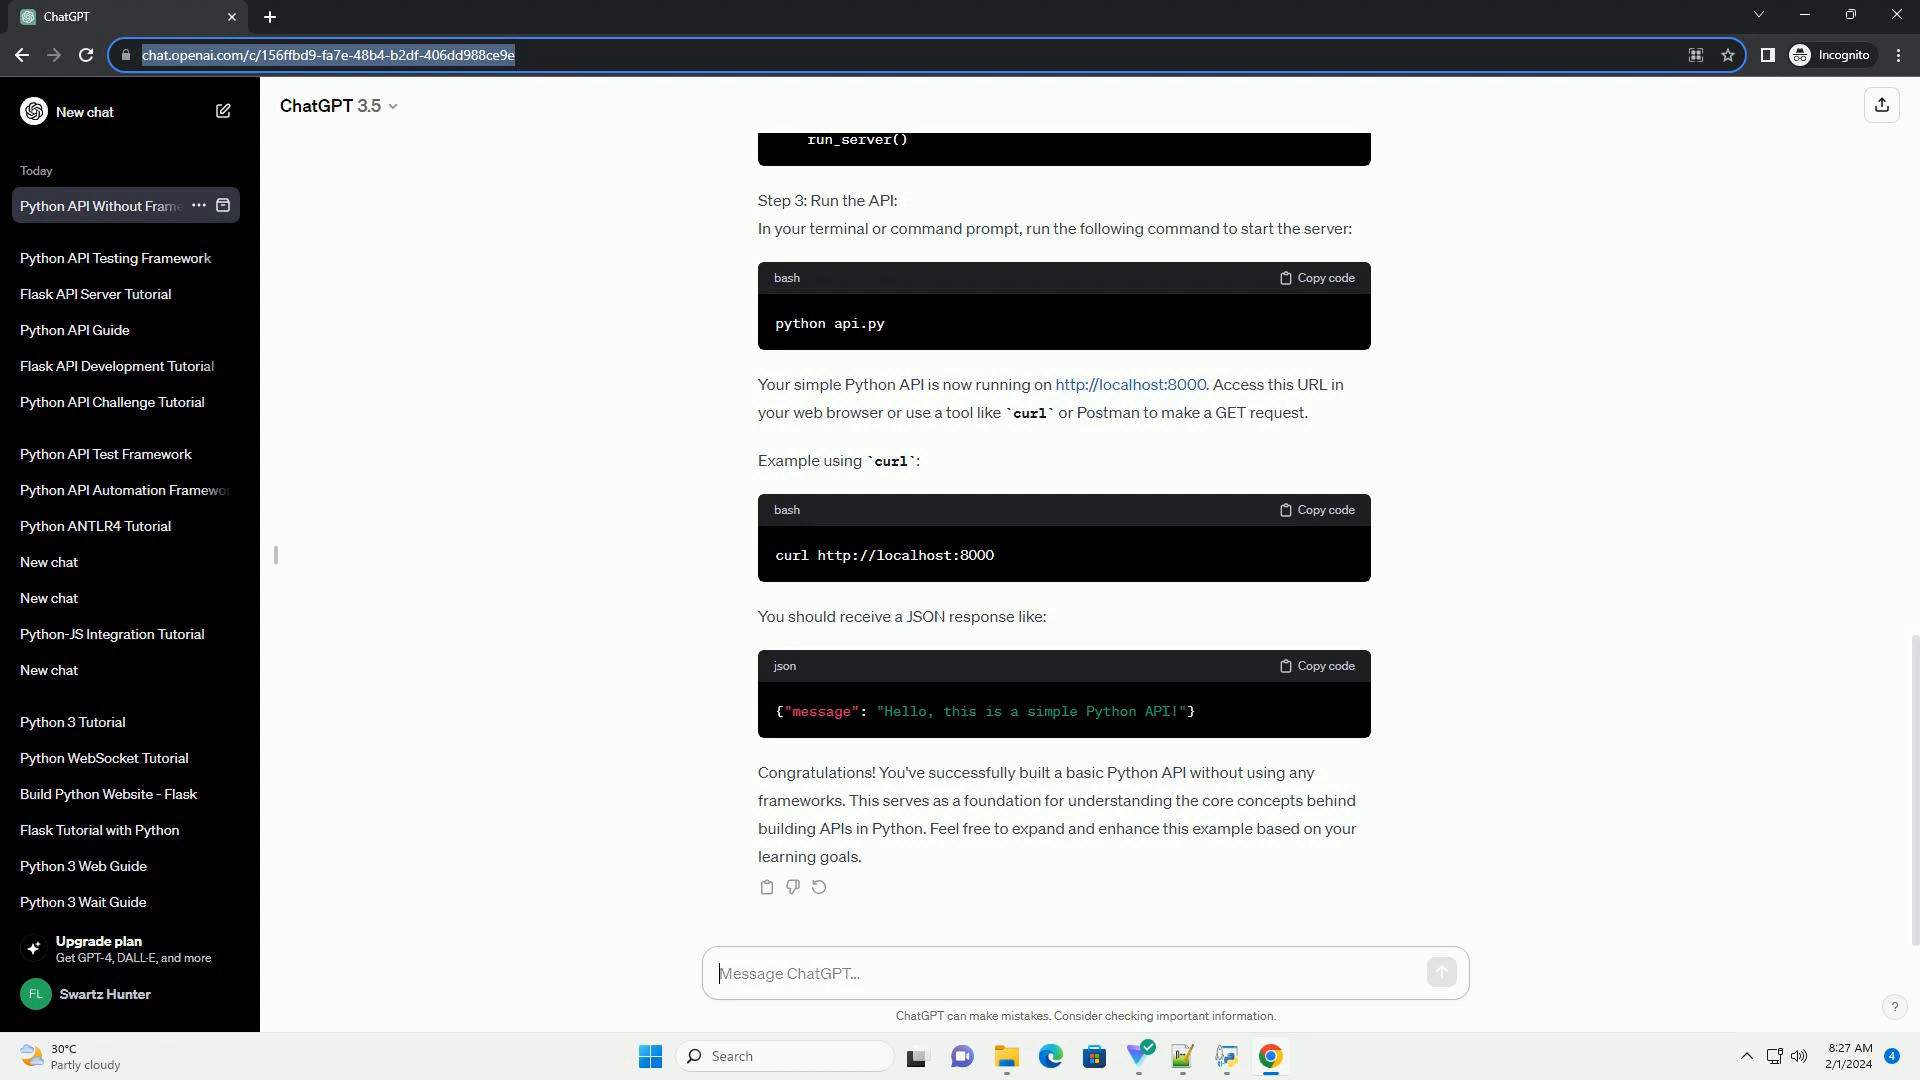 ChatGPT
chat.openai.com/c/156ffbd9-fa7e-48b4-b2df-406dd988ce9e
Incognito
New chat
Today
Python API Without Frame
Python API Testing Framework
Flask API Server Tutorial
Python API Guide
Flask API Development Tutorial
Python API Challenge Tutorial
Python API Test Framework
Python API Automation Framewor
Python ANTLR4 Tutorial
New chat
New chat
Python-JS Integration Tutorial
New chat
Python 3 Tutorial
Python WebSocket Tutorial
Build Python Website - Flask
Flask Tutorial with Python
Python 3 Web Guide
Python 3 Wait Guide
Upgrade plan
Get GPT-4, DALL·E, and more
FL
Swartz Hunter
ChatGPT 3.5
run_server()
Step 3: Run the API:
In your terminal or command prompt, run the following command to start the server:
bash
Copy code
python api.py
Your simple Python API is now running on http://localhost:8000. Access this URL in
your web browser or use a tool like `curl` or Postman to make a GET request.
Example using `curl`:
bash
Copy code
curl http://localhost:8000
You should receive a JSON response like:
json
Copy code
{"message": "Hello, this is a simple Python API!"}
Congratulations! You've successfully built a basic Python API without using any
frameworks. This serves as a foundation for understanding the core concepts behind
building APIs in Python. Feel free to expand and enhance this example based on your
learning goals.
Message ChatGPT...
ChatGPT can make mistakes. Consider checking important information.
?
30°C
Partly cloudy
Search
8:27 AM
2/1/2024
4